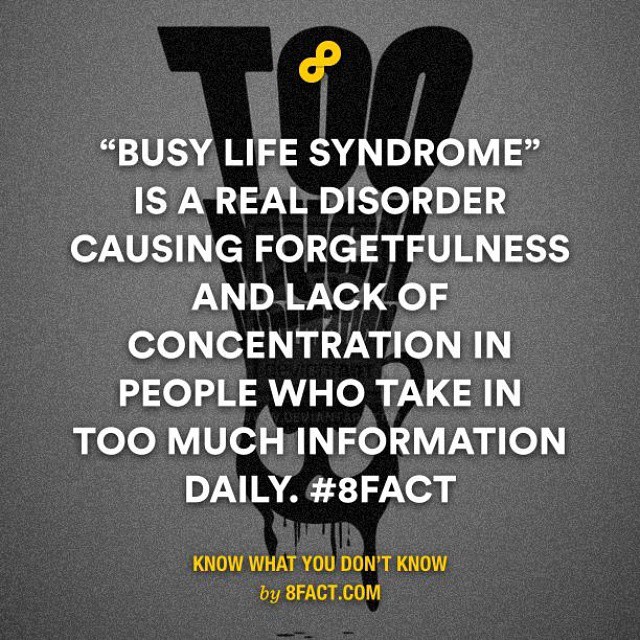 TOO
“BUSY LIFE SYNDROME”
IS A REAL DISORDER
CAUSING FORGETFULNESS
AND LACK OF
CONCENTRATION IN
PEOPLE WHO TAKE IN
TOO MUCH INFORMATION
DAILY. #8FACT
KNOW WHAT YOU DON’T KNOW
by 8FACT.COM